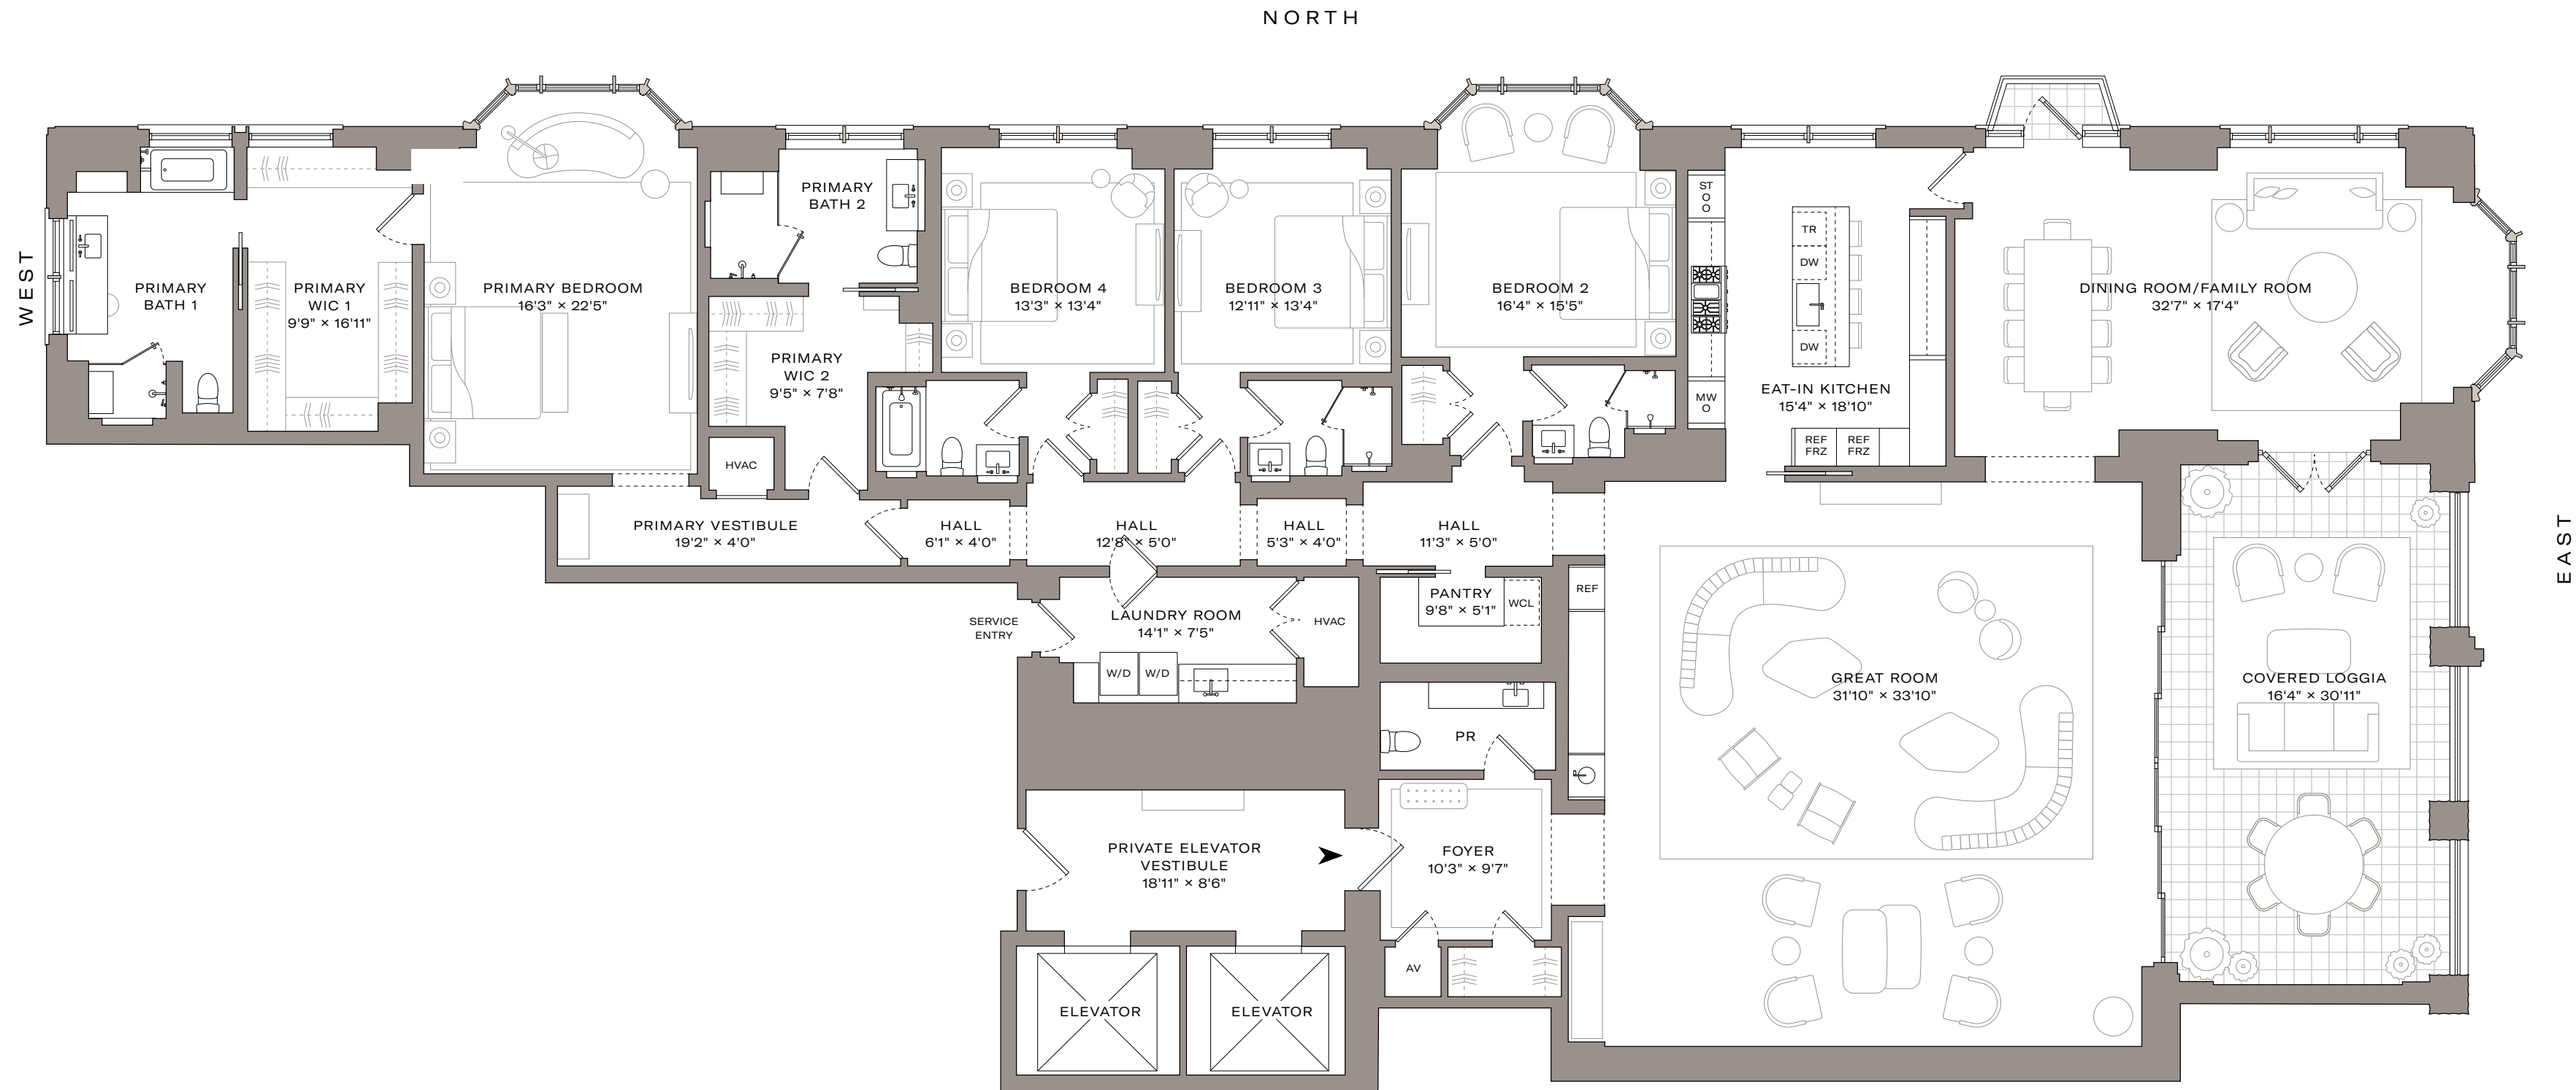 NORTH
WEST
EAST
PRIMARY
BATH 1
PRIMARY
WIC 1
9'9" × 16'11"
PRIMARY BEDROOM
16'3" × 22'5"
PRIMARY
BATH 2
PRIMARY
WIC 2
9'5" × 7'8"
HVAC
BEDROOM 4
13'3" × 13'4"
BEDROOM 3
12'11" × 13'4"
BEDROOM 2
16'4" × 15'5"
ST
O
O
MW
O
TR
DW
DW
EAT-IN KITCHEN
15'4" × 18'10"
REF
FRZ
REF
FRZ
DINING ROOM/FAMILY ROOM
32'7" × 17'4"
PRIMARY VESTIBULE
19'2" × 4'0"
HALL
6'1" × 4'0"
HALL
12'8" × 5'0"
HALL
5'3" × 4'0"
HALL
11'3" × 5'0"
SERVICE
ENTRY
LAUNDRY ROOM
14'1" × 7'5"
W/D
W/D
HVAC
PANTRY
9'8" × 5'1"
WCL
REF
PR
GREAT ROOM
31'10" × 33'10"
COVERED LOGGIA
16'4" × 30'11"
PRIVATE ELEVATOR
VESTIBULE
18'11" × 8'6"
FOYER
10'3" × 9'7"
AV
ELEVATOR
ELEVATOR